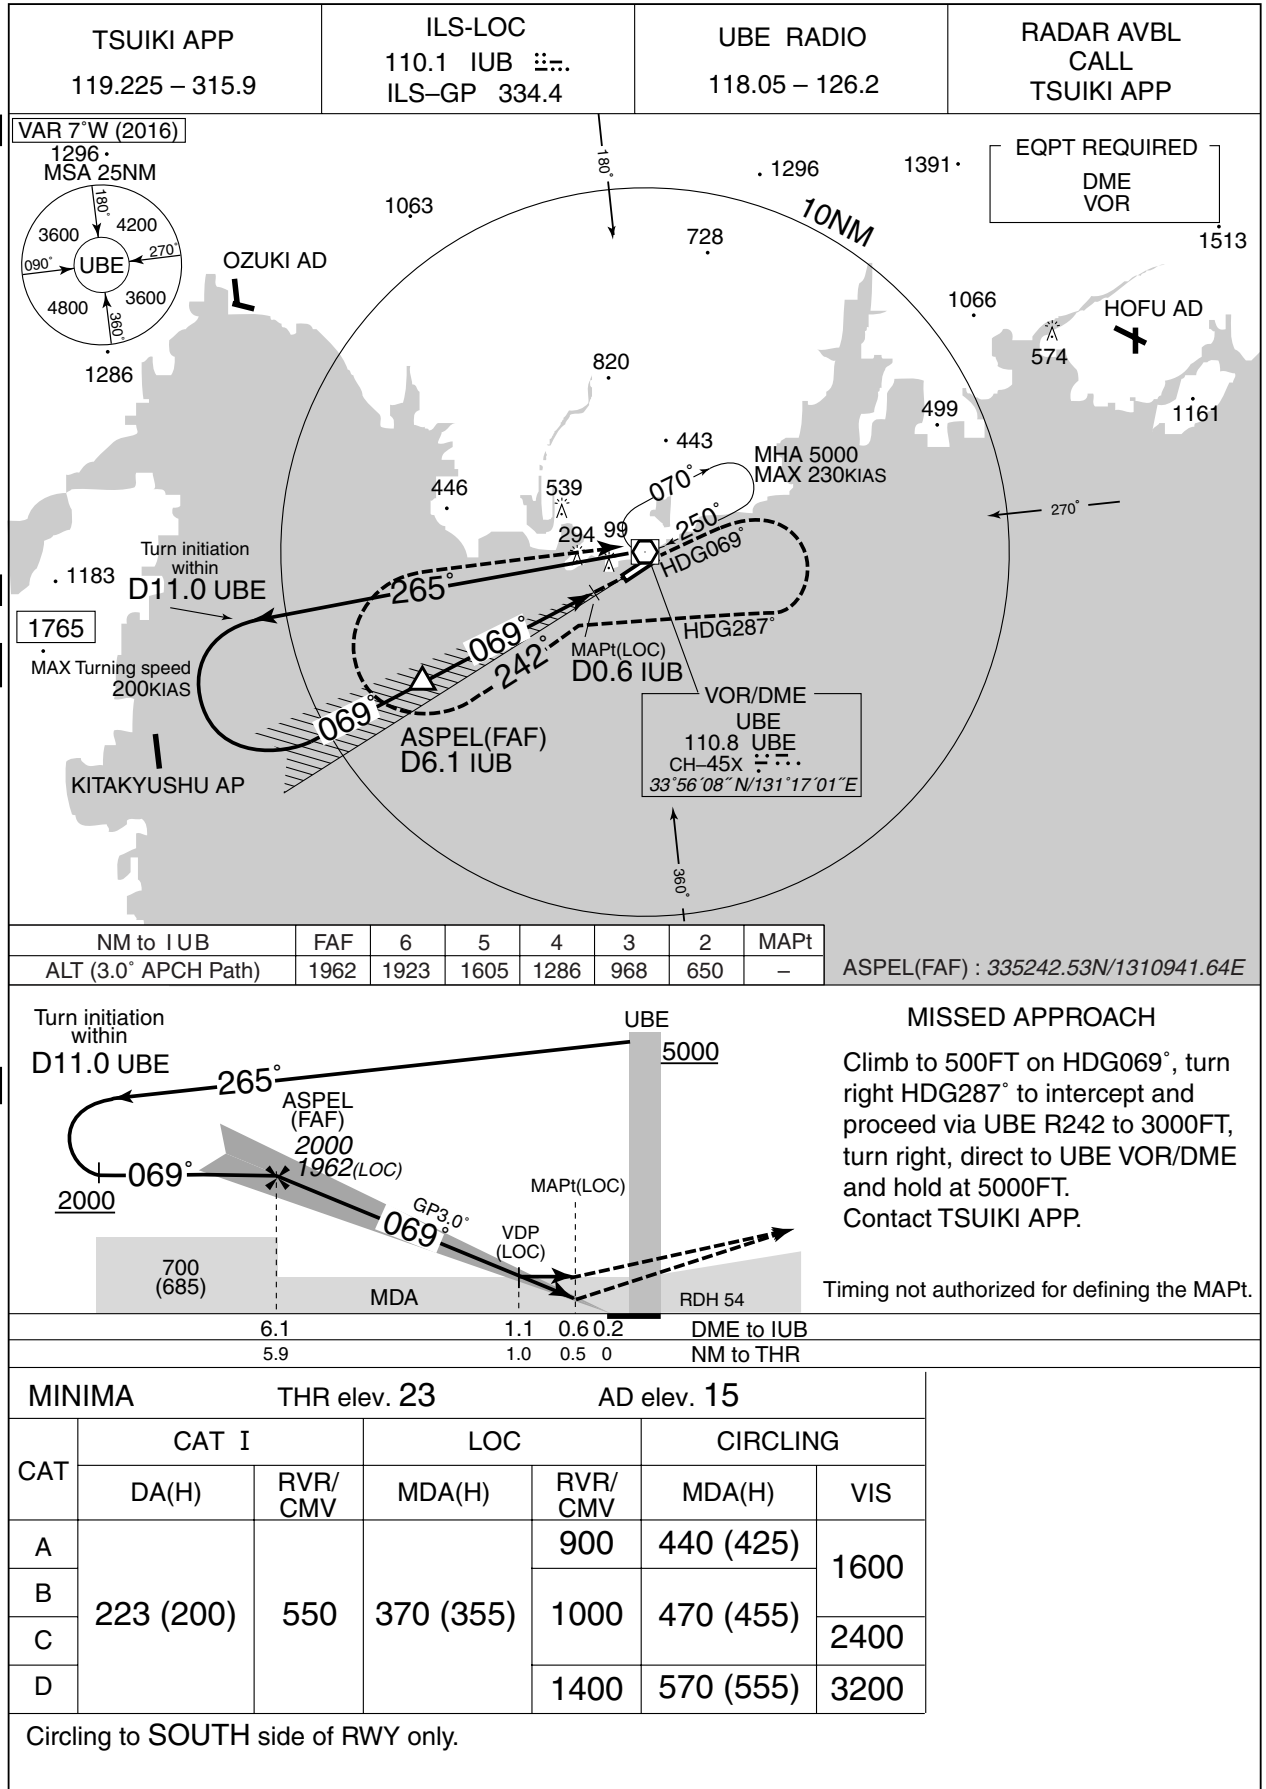 TSUIKI APP
119.225 – 315.9
ILS-LOC
110.1 IUB
ILS–GP 334.4
UBE RADIO
118.05 – 126.2
RADAR AVBL
CALL
TSUIKI APP
VAR 7°W (2016)
1296
MSA 25NM
180°
3600
4200
090°
UBE
270°
4800
3600
360°
1286
OZUKI AD
1063
180°
728
10NM
1296
1391
EQPT REQUIRED
DME
VOR
1513
1066
HOFU AD
574
820
499
1161
443
MHA 5000
MAX 230KIAS
070°
250°
446
539
294
99
HDG069°
270°
Turn initiation
within
D11.0 UBE
1183
265°
1765
MAX Turning speed
200KIAS
069°
242°
HDG287°
MAPt(LOC)
D0.6 IUB
069°
ASPEL(FAF)
D6.1 IUB
KITAKYUSHU AP
VOR/DME
UBE
110.8 UBE
CH–45X
33°56′08″N/131°17′01″E
360°
NM to IUB FAF 6 5 4 3 2 MAPt
ALT (3.0° APCH Path) 1962 1923 1605 1286 968 650 –
ASPEL(FAF) : 335242.53N/1310941.64E
Turn initiation
within
D11.0 UBE
265°
UBE
5000
ASPEL
(FAF)
2000
1962(LOC)
069°
2000
GP3.0°
069°
MAPt(LOC)
VDP
(LOC)
700
(685)
MDA
RDH 54
MISSED APPROACH
Climb to 500FT on HDG069°, turn
right HDG287° to intercept and
proceed via UBE R242 to 3000FT,
turn right, direct to UBE VOR/DME
and hold at 5000FT.
Contact TSUIKI APP.
Timing not authorized for defining the MAPt.
6.1 1.1 0.6 0.2 DME to IUB
5.9 1.0 0.5 0 NM to THR
MINIMA THR elev. 23 AD elev. 15
CAT CAT I LOC CIRCLING
DA(H) RVR/CMV MDA(H) RVR/CMV MDA(H) VIS
A 900 440 (425) 1600
B 223 (200) 550 370 (355) 1000 470 (455)
C 2400
D 1400 570 (555) 3200
Circling to SOUTH side of RWY only.